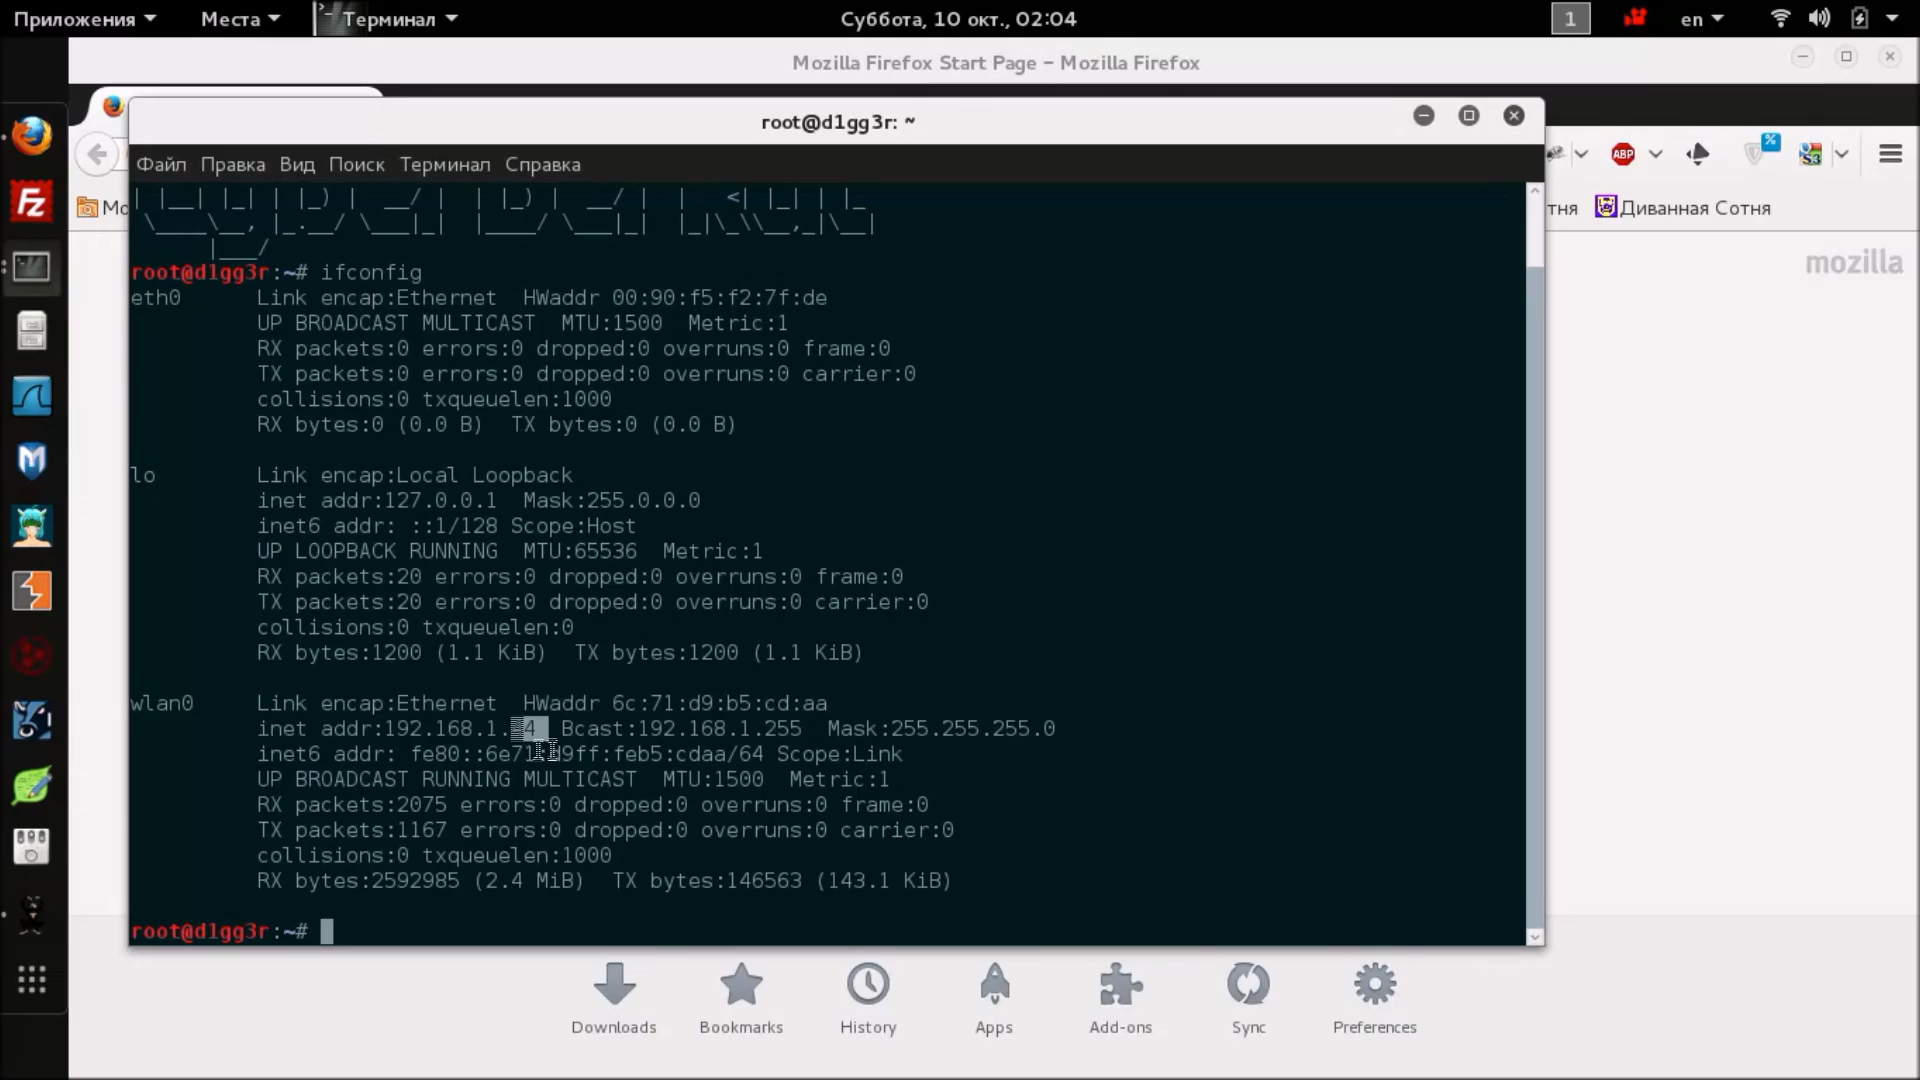 Приложения Места Терминал Суббота, 10 окт., 02:04 1 en
Mozilla Firefox Start Page – Mozilla Firefox
root@d1gg3r: ~
Файл Правка Вид Поиск Терминал Справка
ABP %
Диванная Сотня
mozilla
root@d1gg3r:~# ifconfig
eth0 Link encap:Ethernet HWaddr 00:90:f5:f2:7f:de
UP BROADCAST MULTICAST MTU:1500 Metric:1
RX packets:0 errors:0 dropped:0 overruns:0 frame:0
TX packets:0 errors:0 dropped:0 overruns:0 carrier:0
collisions:0 txqueuelen:1000
RX bytes:0 (0.0 B) TX bytes:0 (0.0 B)
lo Link encap:Local Loopback
inet addr:127.0.0.1 Mask:255.0.0.0
inet6 addr: ::1/128 Scope:Host
UP LOOPBACK RUNNING MTU:65536 Metric:1
RX packets:20 errors:0 dropped:0 overruns:0 frame:0
TX packets:20 errors:0 dropped:0 overruns:0 carrier:0
collisions:0 txqueuelen:0
RX bytes:1200 (1.1 KiB) TX bytes:1200 (1.1 KiB)
wlan0 Link encap:Ethernet HWaddr 6c:71:d9:b5:cd:aa
inet Bcast:192.168.1.255 Mask:255.255.255.0
inet6 addr: fe80::6e71:d9ff:feb5:cdaa/64 Scope:Link
UP BROADCAST RUNNING MULTICAST MTU:1500 Metric:1
RX packets:2075 errors:0 dropped:0 overruns:0 frame:0
TX packets:1167 errors:0 dropped:0 overruns:0 carrier:0
collisions:0 txqueuelen:1000
RX bytes:2592985 (2.4 MiB) TX bytes:146563 (143.1 KiB)
root@d1gg3r:~#
Downloads Bookmarks History Apps Add-ons Sync Preferences